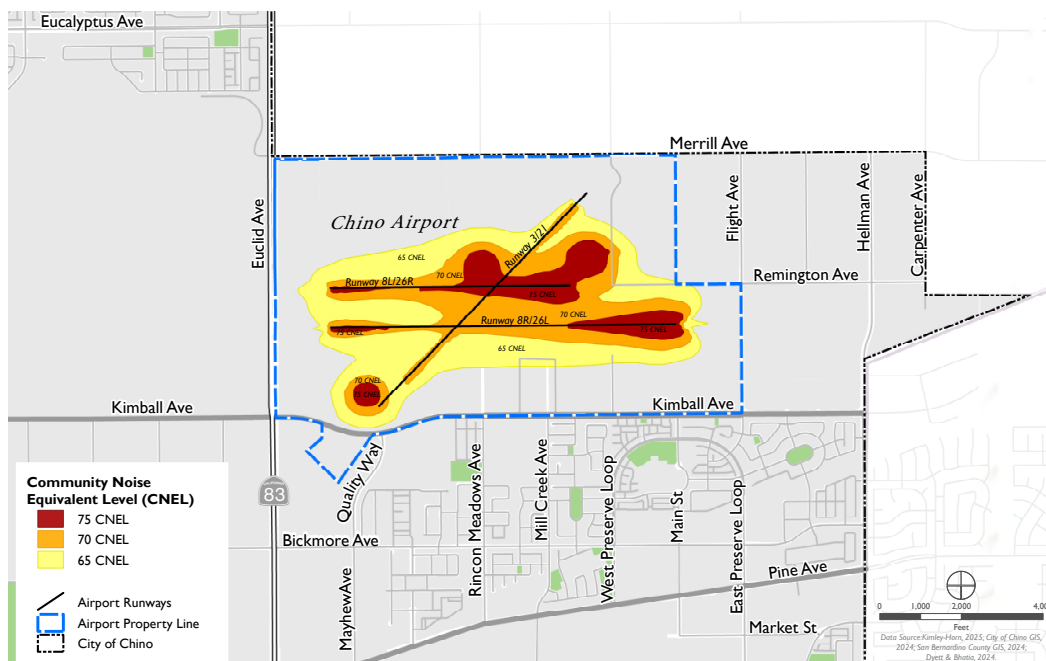 Eucalyptus Ave
Merrill Ave
Euclid Ave
Flight Ave
Hellman Ave
Carpenter Ave
Chino Airport
Runway 3/21
65 CNEL
70 CNEL
Runway 8L/26R
Remington Ave
75 CNEL
70 CNEL
Runway 8R/26L
75 CNEL
75 CNEL
65 CNEL
70 CNEL
75 CNEL
Kimball Ave
Kimball Ave
Quality Way
Rincon Meadows Ave
Mill Creek Ave
West Preserve Loop
Main St
East Preserve Loop
83
Bickmore Ave
Pine Ave
Mayhew Ave
Market St
Community Noise
Equivalent Level (CNEL)
75 CNEL
70 CNEL
65 CNEL
Airport Runways
Airport Property Line
City of Chino
0 1,000 2,000 4,00
Feet
Data Source:Kimley-Horn, 2025; City of Chino GIS,
2024; San Bernardino County GIS, 2024;
Dyett & Bhatia, 2024.